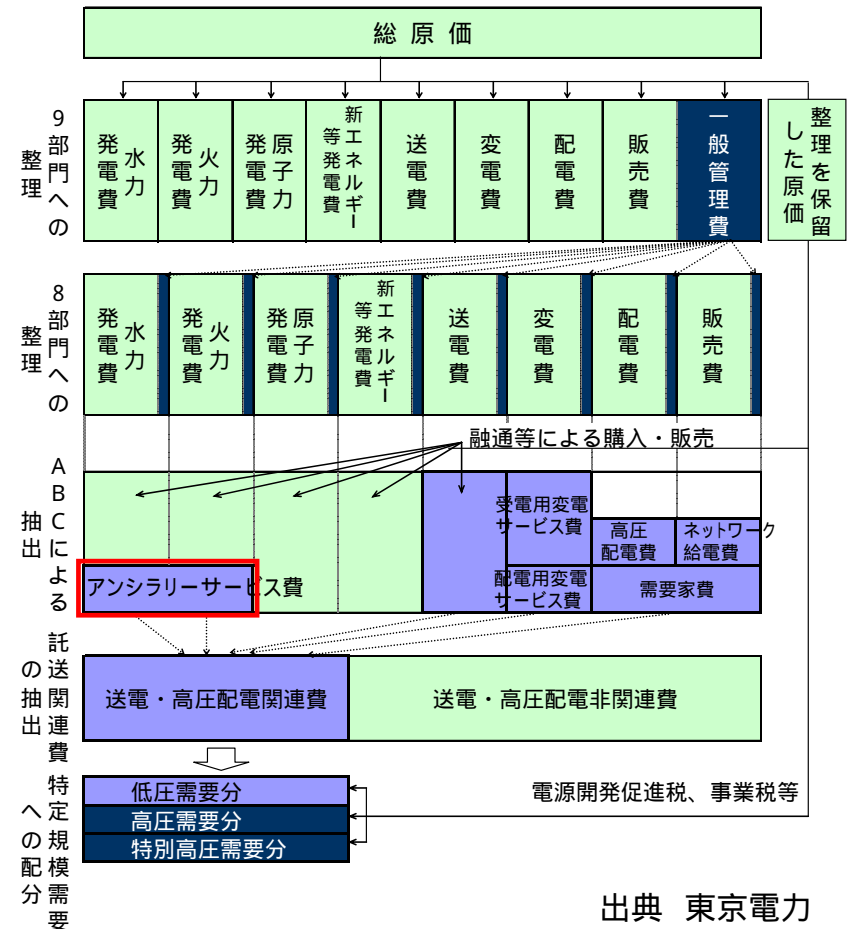 総原価
9部門への
整理
水力
発電費
火力
発電費
原子力
発電費
新エネルギー
等発電費
送電費
変電費
配電費
販売費
一般管理費
整理を保留
した原価
8部門への
整理
水力
発電費
火力
発電費
原子力
発電費
新エネルギー
等発電費
送電費
変電費
配電費
販売費
融通等による購入・販売
ABCによる
抽出
受電用変電
サービス費
高圧
配電費
ネットワーク
給電費
アンシラリーサービス費
配電用変電
サービス費
需要家費
託送関連費
の抽出
送電・高圧配電関連費
送電・高圧配電非関連費
特定規模需要
への配分
低圧需要分
高圧需要分
特別高圧需要分
電源開発促進税、事業税等
出典 東京電力